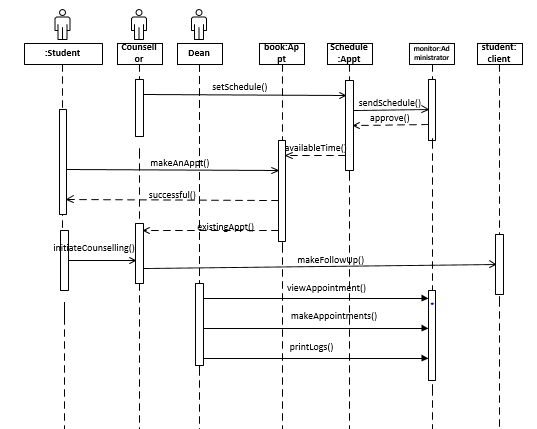 :Student
Counsell
or
Dean
book:Ap
pt
Schedule
:Appt
monitor:Ad
ministrator
student:
client
setSchedule()
sendSchedule()
approve()
availableTime()
makeAnAppt()
successful()
existingAppt()
initiateCounselling()
makeFollowUp()
viewAppointment()
makeAppointments()
printLogs()